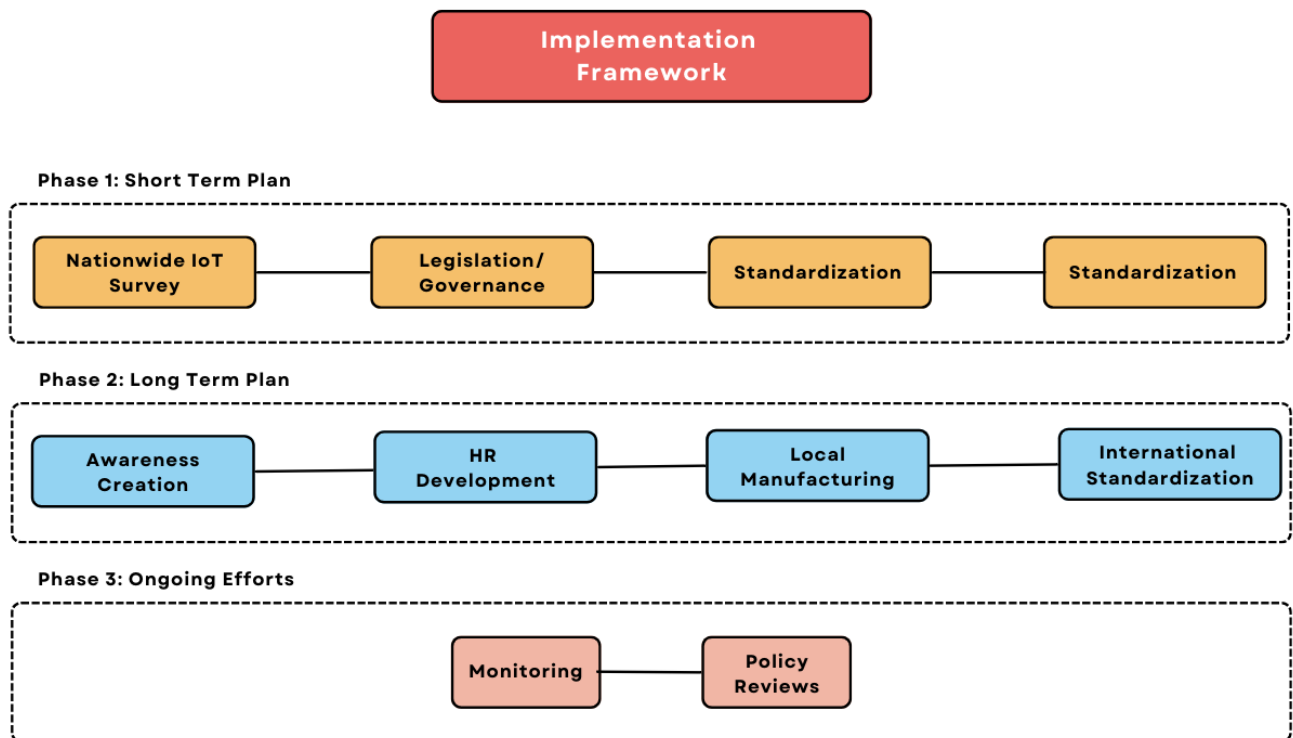 Implementation
Framework
Phase 1: Short Term Plan
Nationwide IoT
Survey
Legislation/
Governance
Standardization
Standardization
Phase 2: Long Term Plan
Awareness
Creation
HR
Development
Local
Manufacturing
International
Standardization
Phase 3: Ongoing Efforts
Monitoring
Policy
Reviews